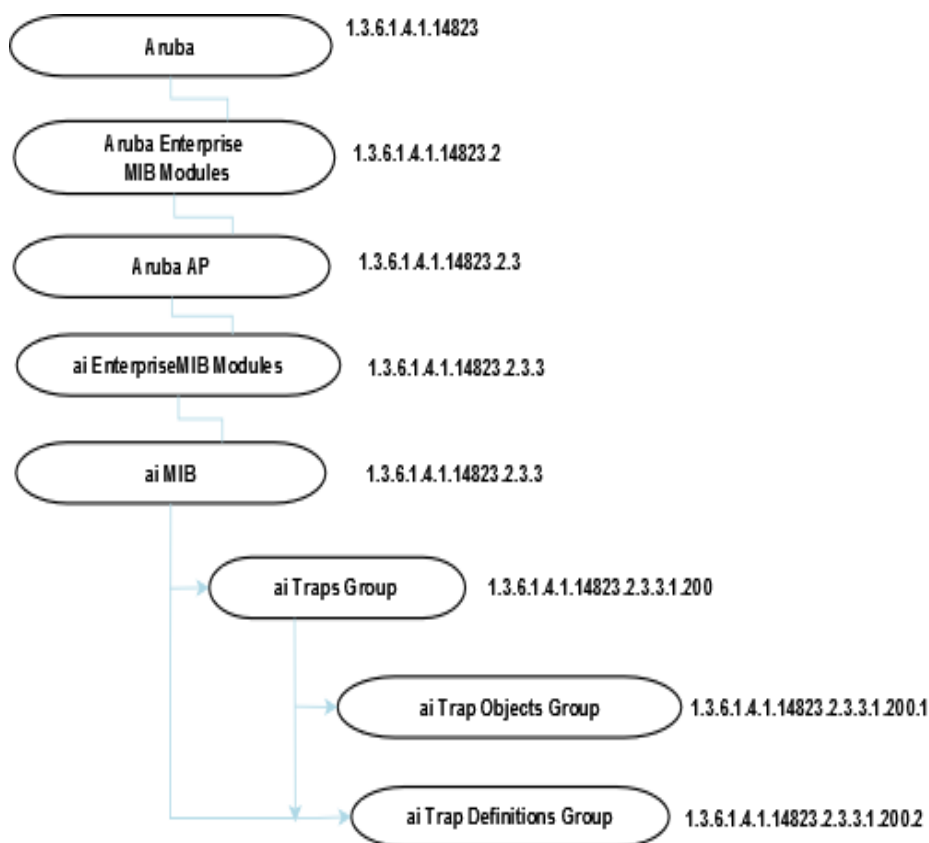 Aruba
1.3.6.1.4.1.14823
Aruba Enterprise
MIB Modules
1.3.6.1.4.1.14823.2
Aruba AP
1.3.6.1.4.1.14823.2.3
ai EnterpriseMIB Modules
1.3.6.1.4.1.14823.2.3.3
ai MIB
1.3.6.1.4.1.14823.2.3.3
ai Traps Group
1.3.6.1.4.1.14823.2.3.3.1.200
ai Trap Objects Group
1.3.6.1.4.1.14823.2.3.3.1.200.1
ai Trap Definitions Group
1.3.6.1.4.1.14823.2.3.3.1.200.2